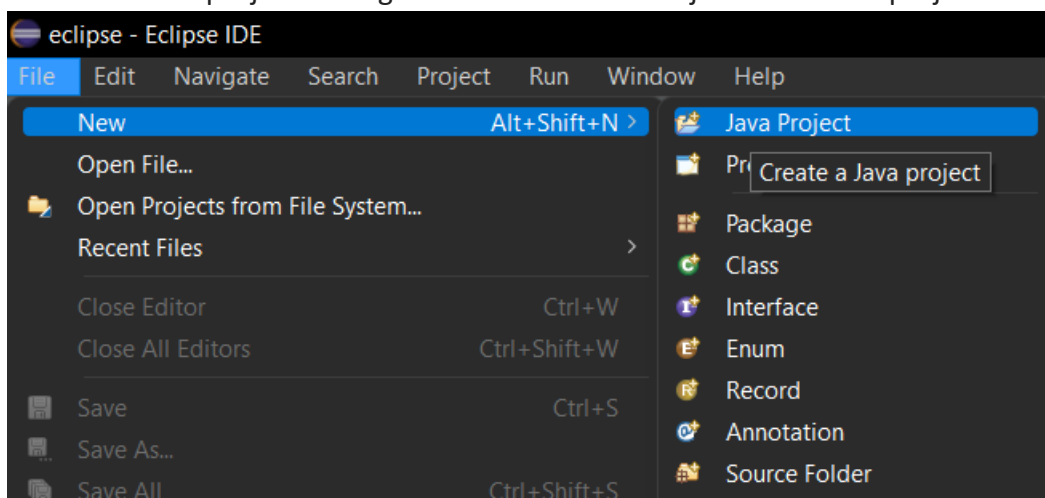 eclipse - Eclipse IDE
File Edit Navigate Search Project Run Window Help
New Alt+Shift+N >
Open File...
Open Projects from File System...
Recent Files >
Close Editor Ctrl+W
Close All Editors Ctrl+Shift+W
Save Ctrl+S
Save As...
Save All Ctrl+Shift+S
Java Project
Create a Java project
Package
Class
Interface
Enum
Record
Annotation
Source Folder